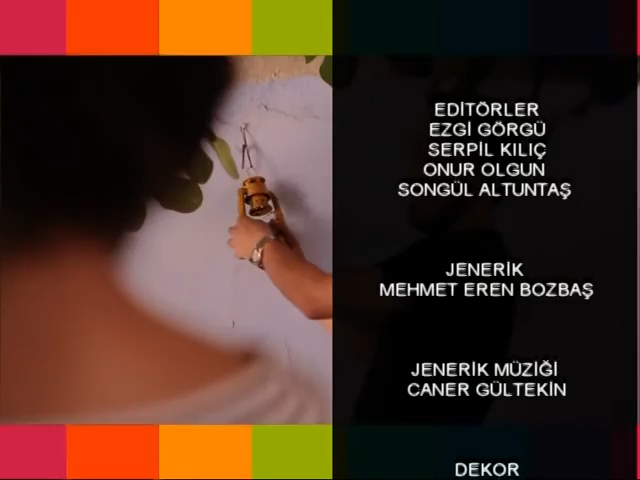 EDİTÖRLER
EZGİ GÖRGÜ
SERPİL KILIÇ
ONUR OLGUN
SONGÜL ALTUNTAŞ
JENERİK
MEHMET EREN BOZBAŞ
JENERİK MÜZİĞİ
CANER GÜLTEKİN
DEKOR